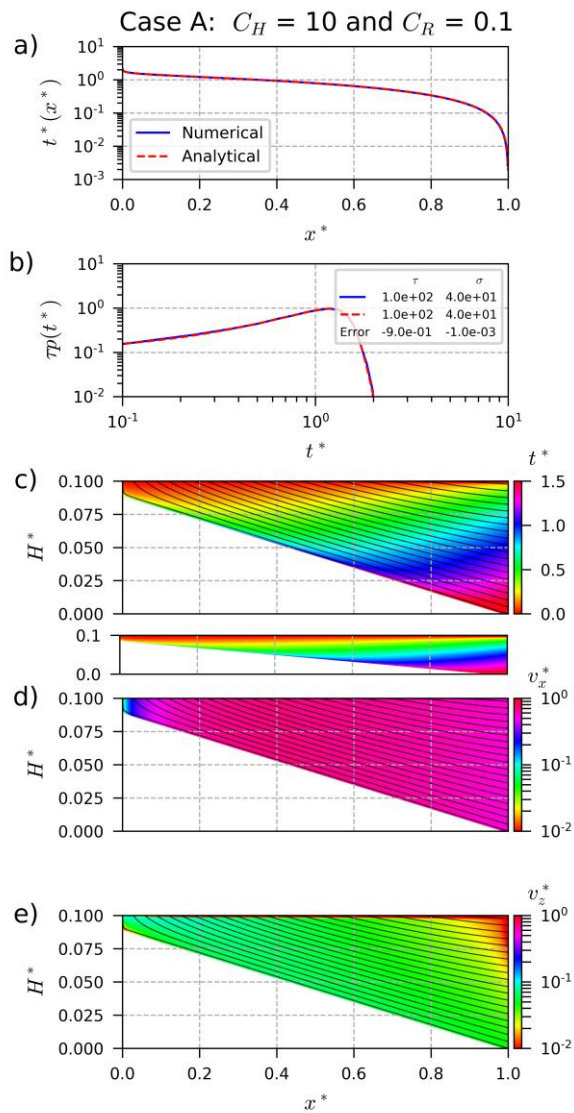 Case A: C_H = 10 and C_R = 0.1
a)
10^1
10^0
10^-1
10^-2
10^-3
t*(x*)
Numerical
Analytical
0.0 0.2 0.4 0.6 0.8 1.0
x*
b)
10^1
10^0
10^-1
10^-2
τp(t*)
τ σ
1.0e+02 4.0e+01
1.0e+02 4.0e+01
Error -9.0e-01 -1.0e-03
10^-1 10^0 10^1
t*
c)
t*
0.100
0.075
0.050
0.025
0.000
H*
1.5
1.0
0.5
0.0
0.1
0.0
d)
v_x*
0.100
0.075
0.050
0.025
0.000
H*
10^0
10^-1
10^-2
e)
v_z*
0.100
0.075
0.050
0.025
0.000
H*
10^0
10^-1
10^-2
0.0 0.2 0.4 0.6 0.8 1.0
x*